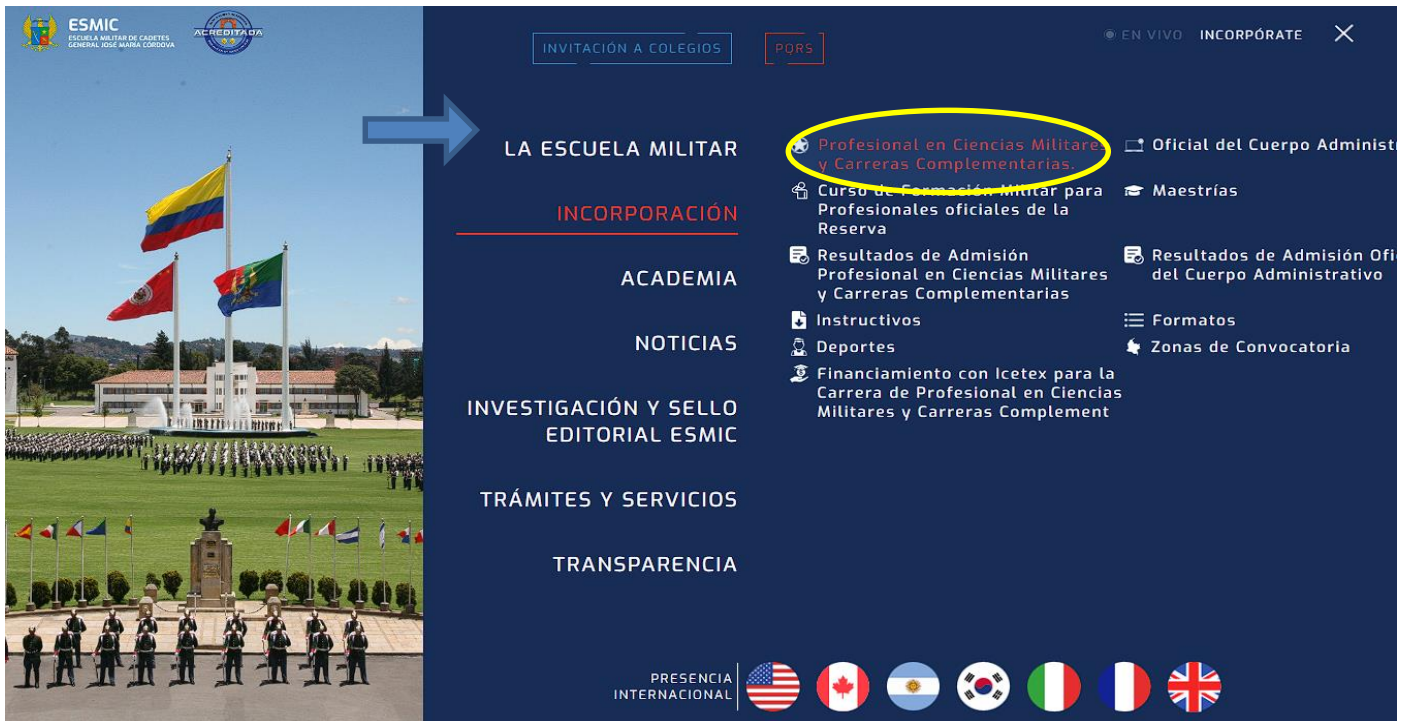 ESMIC
ESCUELA MILITAR DE CADETES
GENERAL JOSÉ MARÍA CÓRDOVA
ACREDITADA
INVITACIÓN A COLEGIOS
PQRS
EN VIVO
INCORPÓRATE
LA ESCUELA MILITAR
INCORPORACIÓN
ACADEMIA
NOTICIAS
INVESTIGACIÓN Y SELLO
EDITORIAL ESMIC
TRÁMITES Y SERVICIOS
TRANSPARENCIA
Profesional en Ciencias Militares
y Carreras Complementarias.
Oficial del Cuerpo Administ
Curso de Formación Militar para
Profesionales oficiales de la
Reserva
Maestrías
Resultados de Admisión
Profesional en Ciencias Militares
y Carreras Complementarias
Resultados de Admisión Ofi
del Cuerpo Administrativo
Instructivos
Formatos
Deportes
Zonas de Convocatoria
Financiamiento con Icetex para la
Carrera de Profesional en Ciencias
Militares y Carreras Complement
PRESENCIA
INTERNACIONAL